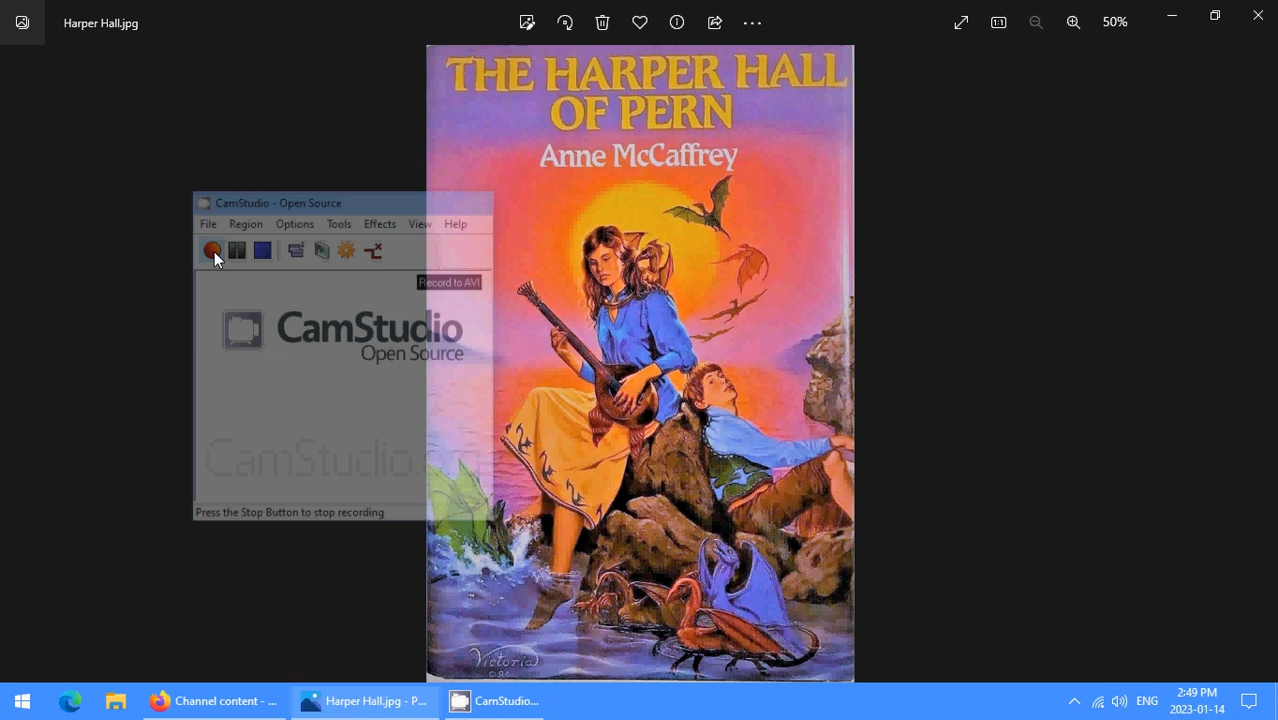 Harper Hall.jpg
50%
THE HARPER HALL
OF PERN
Anne McCaffrey
CamStudio - Open Source
File Region Options Tools Effects View Help
Record to AVI
CamStudio
Open Source
Press the Stop Button to stop recording
Victoria
Channel content - ...
Harper Hall.jpg - P...
CamStudio...
ENG
2:49 PM
2023-01-14